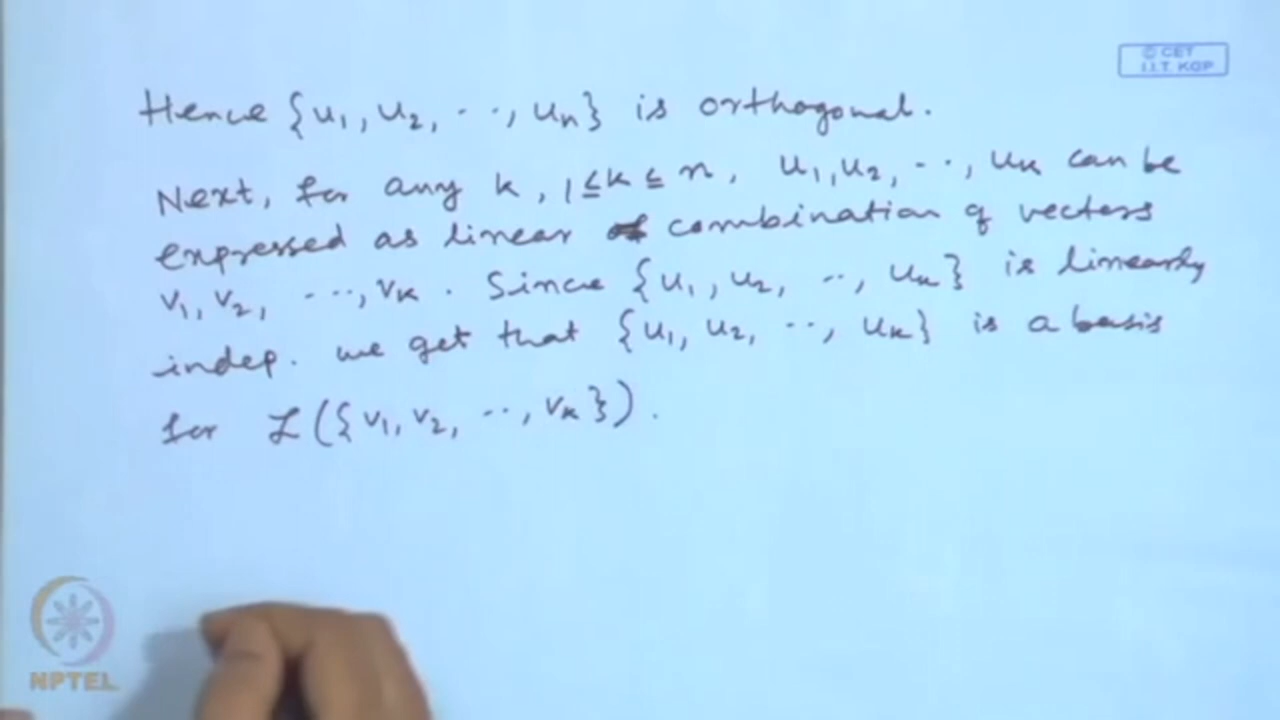 © CET
I.I.T. KGP
Hence {u₁, u₂, ··, uₙ} is orthogonal.
Next, for any k, 1≤k≤n, u₁, u₂, --·, uₖ can be
expressed as linear combination of vectors
v₁, v₂, ---, vₖ. Since {u₁, u₂, ··, uₖ} is linearly
indep. we get that {u₁, u₂, ··, uₖ} is a basis
for L({v₁, v₂, --, vₖ}).
NPTEL